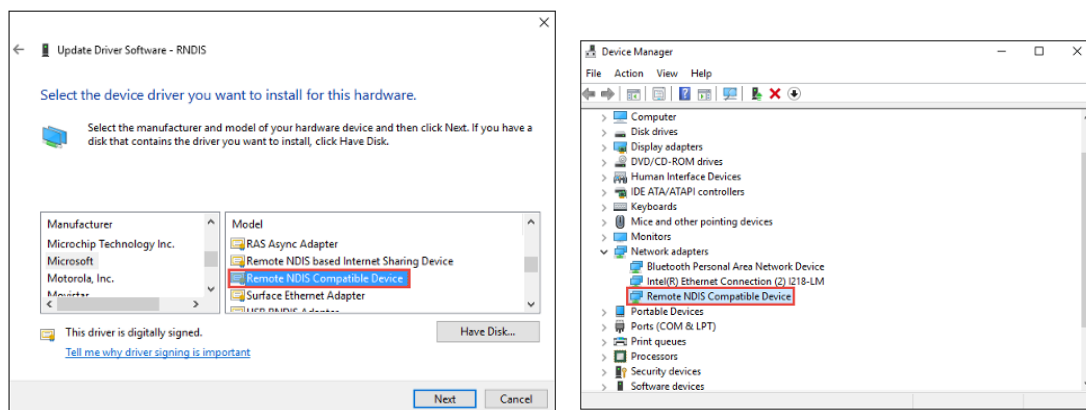 Update Driver Software - RNDIS
Select the device driver you want to install for this hardware.
Select the manufacturer and model of your hardware device and then click Next. If you have a
disk that contains the driver you want to install, click Have Disk.
Manufacturer
Microchip Technology Inc.
Microsoft
Motorola, Inc.
Movistar
Model
RAS Async Adapter
Remote NDIS based Internet Sharing Device
Remote NDIS Compatible Device
Surface Ethernet Adapter
USB RNDIS Adapter
This driver is digitally signed.
Tell me why driver signing is important
Have Disk...
Next
Cancel
Device Manager
File Action View Help
Computer
Disk drives
Display adapters
DVD/CD-ROM drives
Human Interface Devices
IDE ATA/ATAPI controllers
Keyboards
Mice and other pointing devices
Monitors
Network adapters
Bluetooth Personal Area Network Device
Intel(R) Ethernet Connection (2) I218-LM
Remote NDIS Compatible Device
Portable Devices
Ports (COM & LPT)
Print queues
Processors
Security devices
Software devices